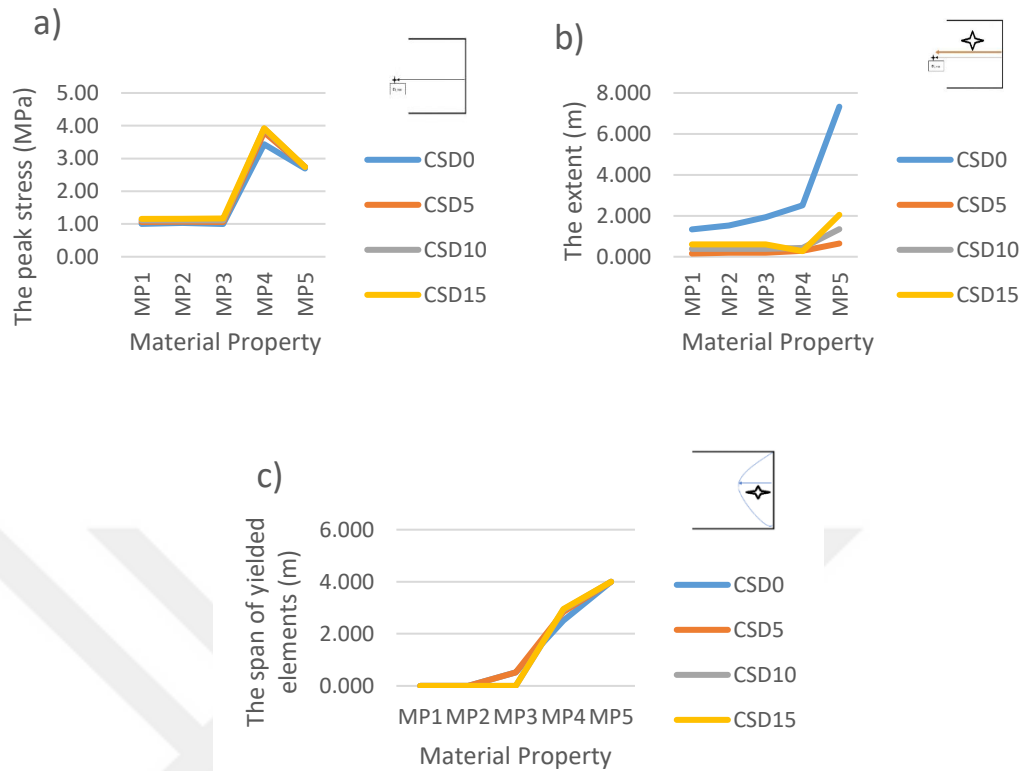 a)
The peak stress (MPa)
5.00
4.00
3.00
2.00
1.00
0.00
MP1
MP2
MP3
MP4
MP5
Material Property
CSD0
CSD5
CSD10
CSD15
b)
The extent (m)
8.000
6.000
4.000
2.000
0.000
MP1
MP2
MP3
MP4
MP5
Material Property
CSD0
CSD5
CSD10
CSD15
c)
The span of yielded
elements (m)
6.000
4.000
2.000
0.000
MP1 MP2 MP3 MP4 MP5
Material Property
CSD0
CSD5
CSD10
CSD15